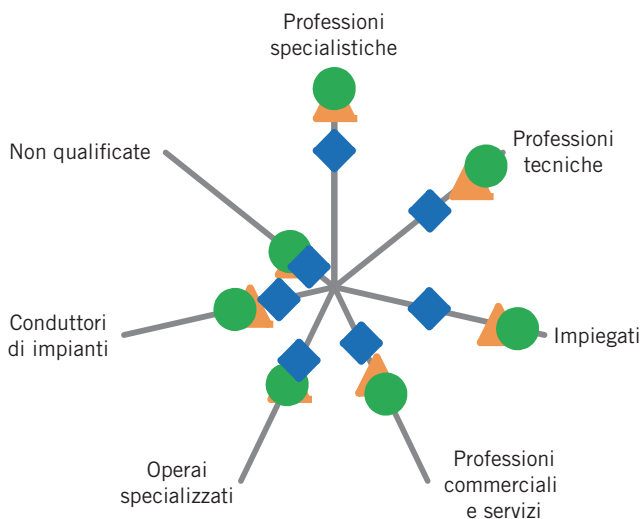 Professioni
specialistiche
Professioni
tecniche
Non qualificate
Conduttori
di impianti
Impiegati
Operai
specializzati
Professioni
commerciali
e servizi